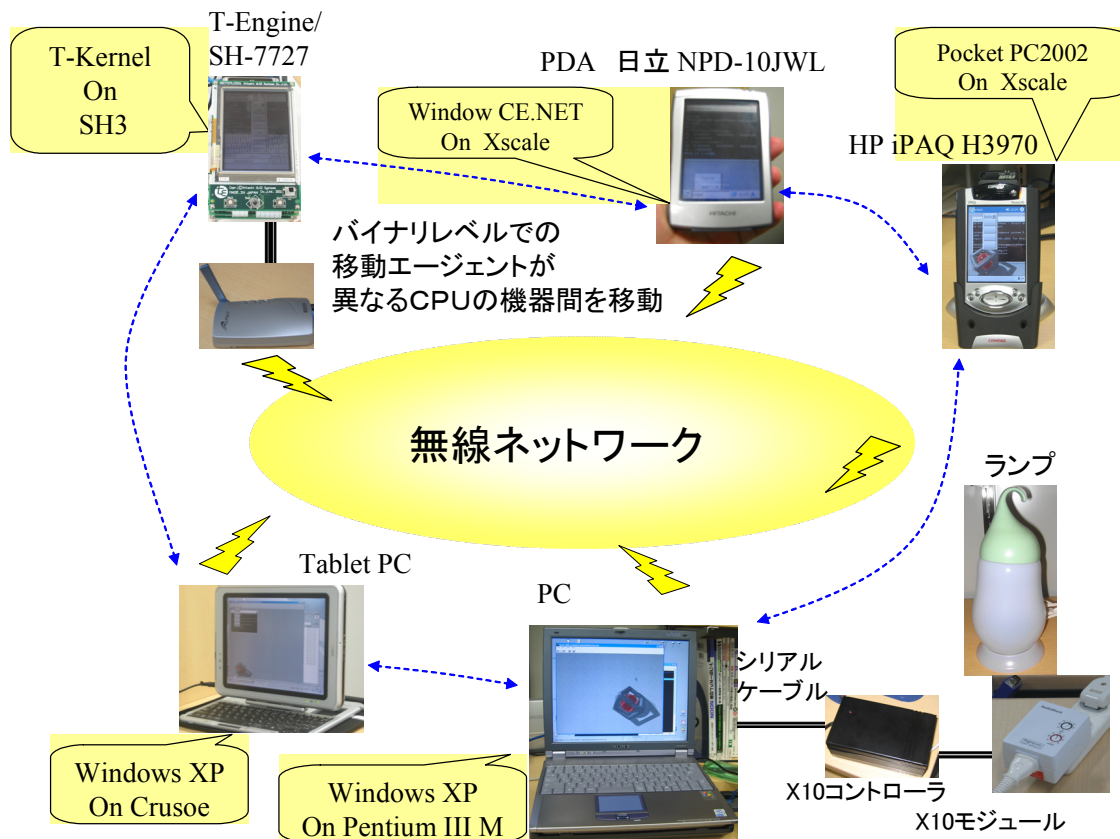 T-Engine/
SH-7727
T-Kernel
On
SH3
PDA 日立 NPD-10JWL
Window CE.NET
On Xscale
Pocket PC2002
On Xscale
HP iPAQ H3970
HITACHI
バイナリレベルでの
移動エージェントが
異なるCPUの機器間を移動
無線ネットワーク
ランプ
Tablet PC
PC
シリアル
ケーブル
Windows XP
On Crusoe
Windows XP
On Pentium III M
X10コントローラ
X10モジュール